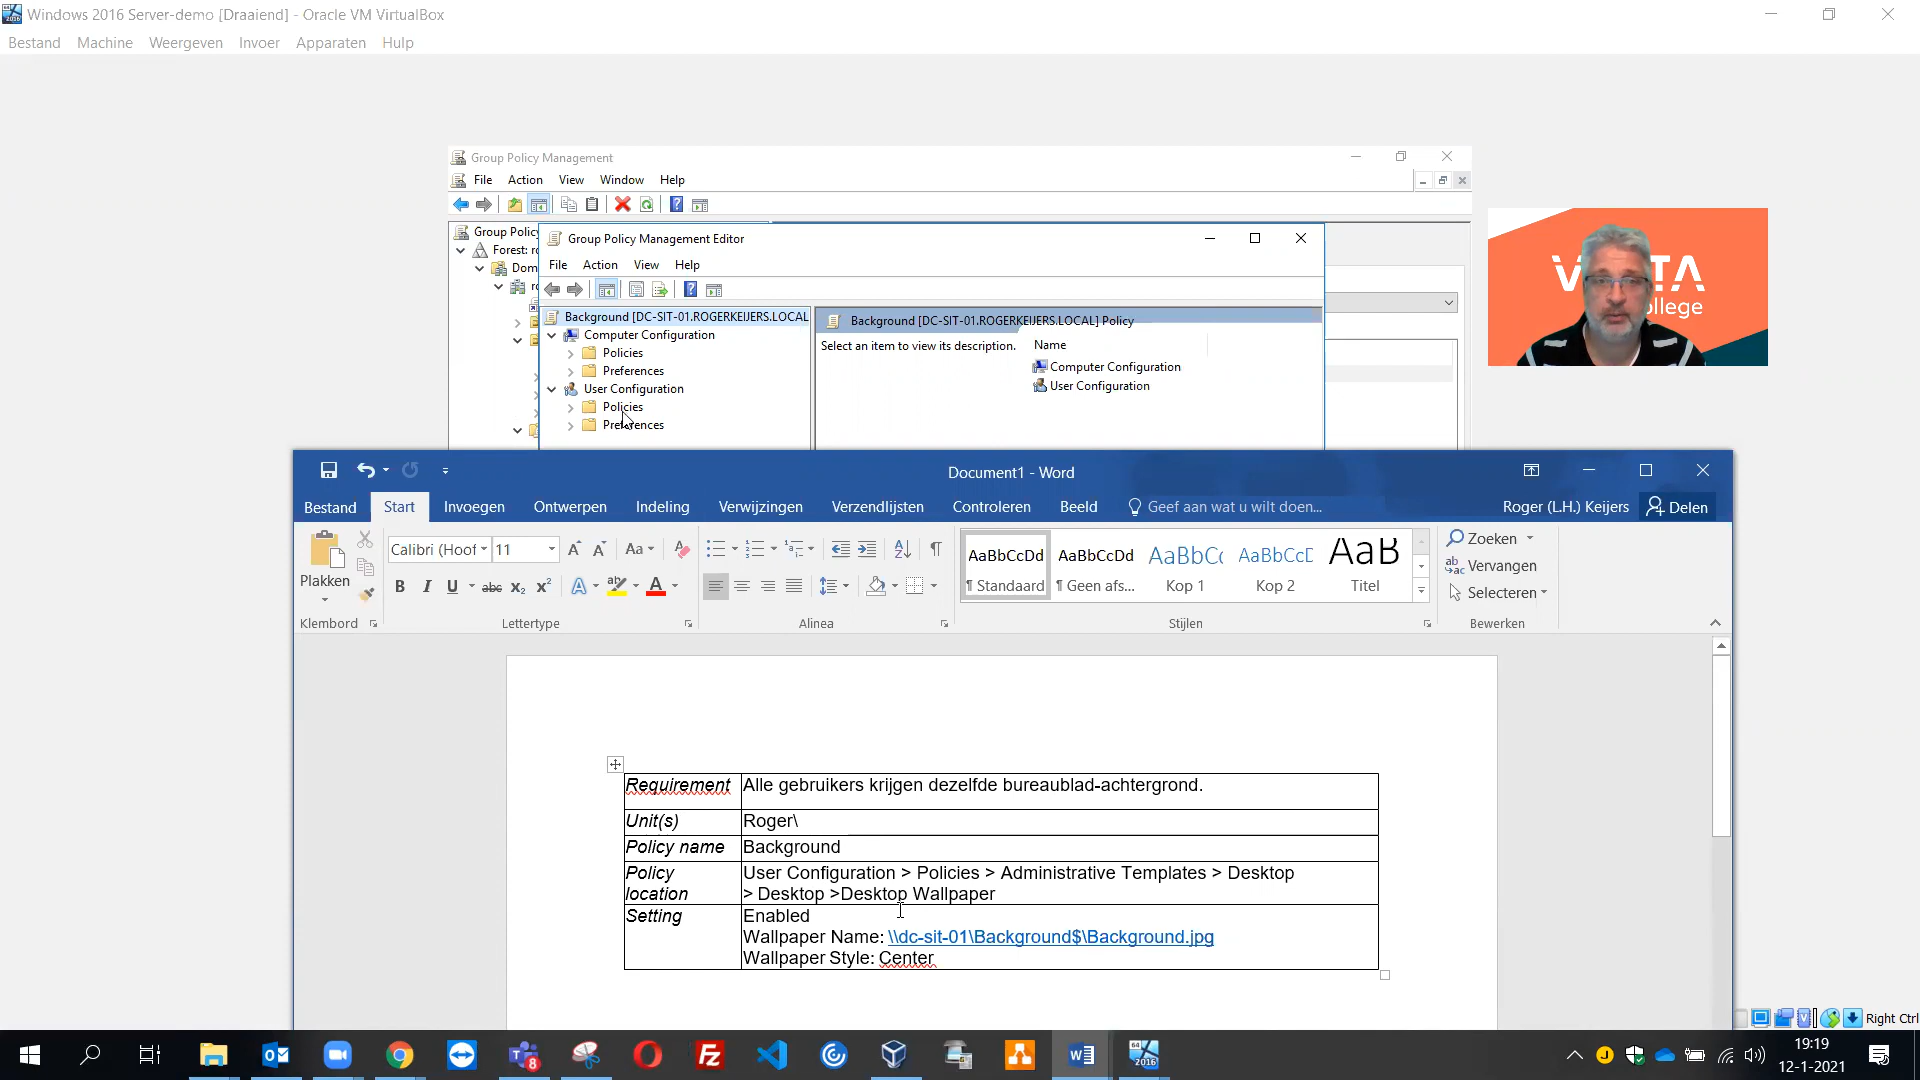 Windows 2016 Server-demo [Draaiend] - Oracle VM VirtualBox
Bestand Machine Weergeven Invoer Apparaten Hulp
Group Policy Management
File Action View Window Help
Group Policy
Forest:
Group Policy Management Editor
File Action View Help
Background [DC-SIT-01.ROGERKEIJERS.LOCAL
Computer Configuration
Policies
Preferences
User Configuration
Policies
Preferences
Background [DC-SIT-01.ROGERKEIJERS.LOCAL] Policy
Select an item to view its description.
Name
Computer Configuration
User Configuration
College
Document1 - Word
Bestand Start Invoegen Ontwerpen Indeling Verwijzingen Verzendlijsten Controleren Beeld Geef aan wat u wilt doen... Roger (L.H.) Keijers Delen
Plakken
Klembord
Calibri (Hoof 11
Lettertype
Alinea
AaBbCcDd AaBbCcDd AaBbCc AaBbCcD AaB
¶ Standaard ¶ Geen afs... Kop 1 Kop 2 Titel
Stijlen
Zoeken
Vervangen
Selecteren
Bewerken
Requirement Alle gebruikers krijgen dezelfde bureaublad-achtergrond.
Unit(s) Roger\
Policy name Background
Policy location User Configuration > Policies > Administrative Templates > Desktop
> Desktop >Desktop Wallpaper
Setting Enabled
Wallpaper Name: \\dc-sit-01\Background$\Background.jpg
Wallpaper Style: Center
Right Ctrl
19:19
12-1-2021